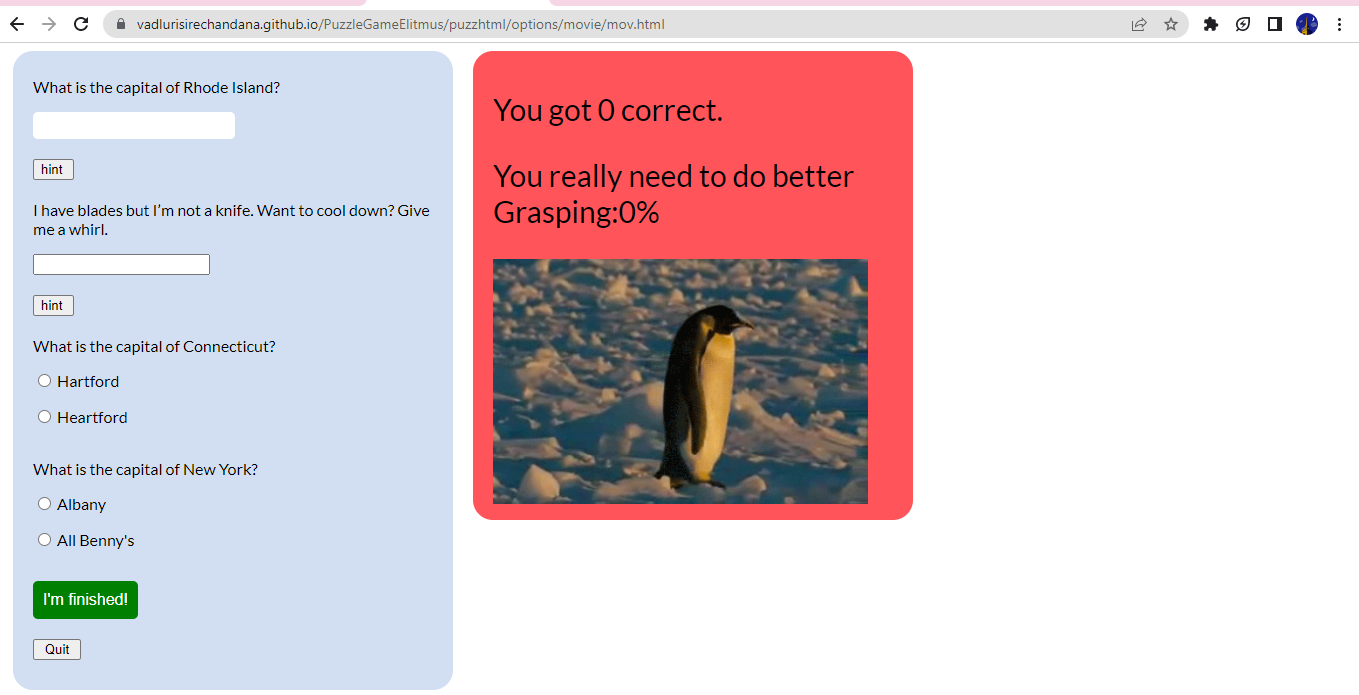 vadlurisirechandana.github.io/PuzzleGameElitmus/puzzhtml/options/movie/mov.html
What is the capital of Rhode Island?
hint
I have blades but I’m not a knife. Want to cool down? Give
me a whirl.
hint
What is the capital of Connecticut?
Hartford
Heartford
What is the capital of New York?
Albany
All Benny's
I'm finished!
Quit
You got 0 correct.
You really need to do better
Grasping:0%